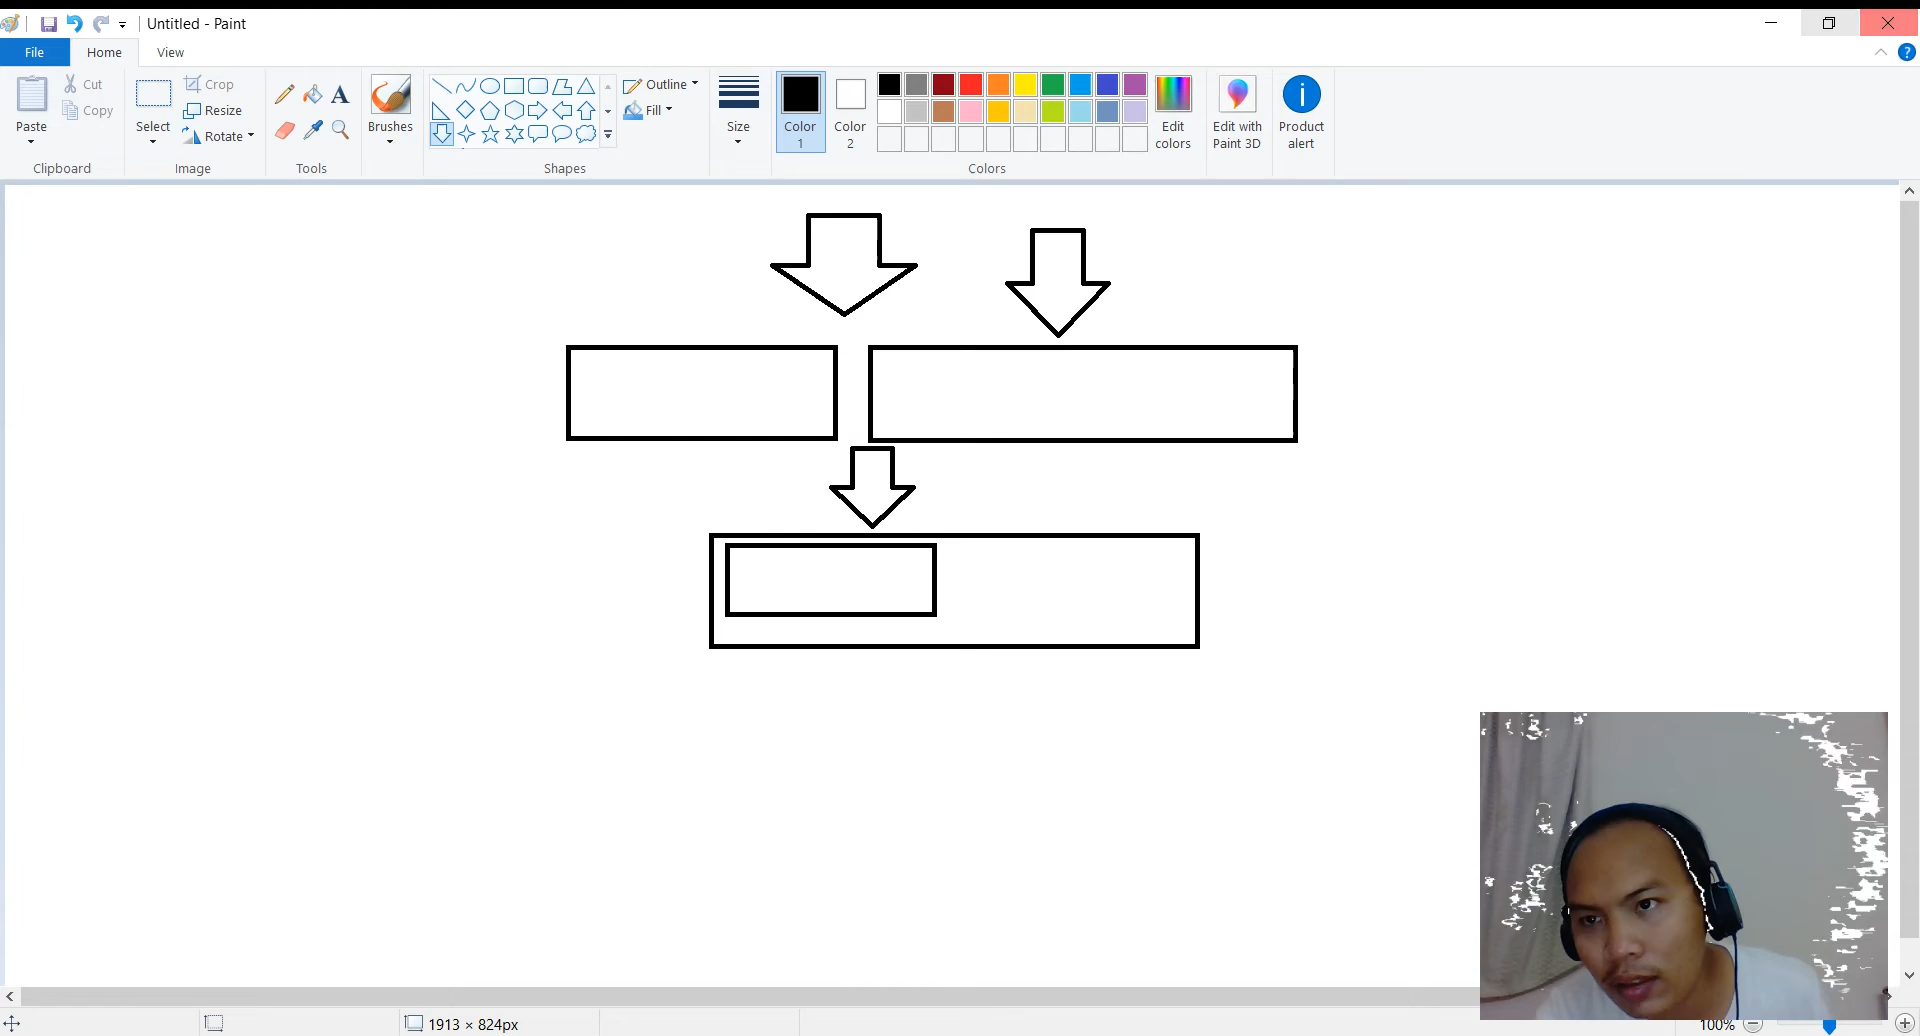 Untitled - Paint
File Home View
Cut Crop Outline
Copy Resize Fill
Paste Select Rotate Brushes Size Color 1 Color 2 Edit colors Edit with Paint 3D Product alert
Clipboard Image Tools Shapes Colors
1913 × 824px 100%